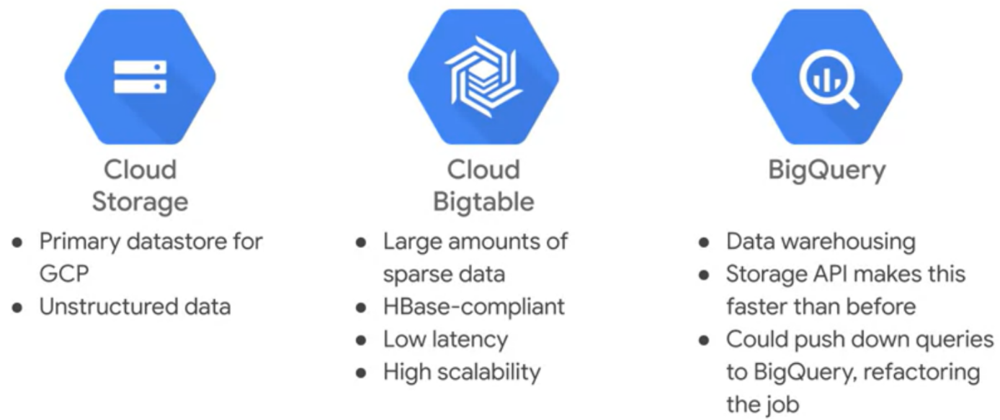 Cloud
Storage
● Primary datastore for
GCP
● Unstructured data
Cloud
Bigtable
● Large amounts of
sparse data
● HBase-compliant
● Low latency
● High scalability
BigQuery
● Data warehousing
● Storage API makes this
faster than before
● Could push down queries
to BigQuery, refactoring
the job